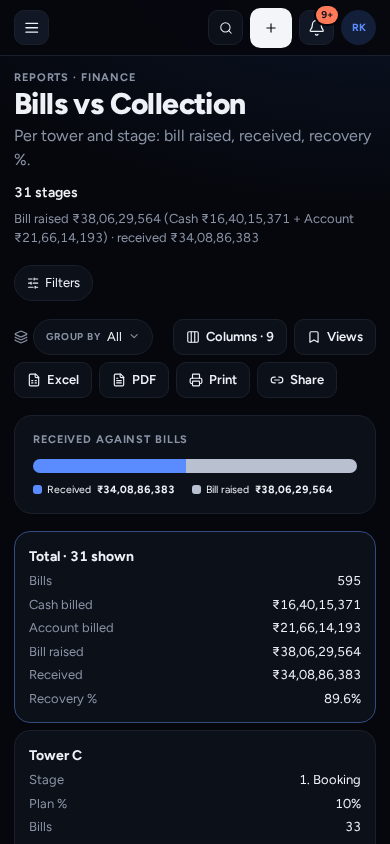 9+
RK
REPORTS · FINANCE
Bills vs Collection
Per tower and stage: bill raised, received, recovery
%.
31 stages
Bill raised ₹38,06,29,564 (Cash ₹16,40,15,371 + Account
₹21,66,14,193) · received ₹34,08,86,383
Filters
GROUP BY All Columns · 9 Views
Excel PDF Print Share
RECEIVED AGAINST BILLS
Received ₹34,08,86,383 Bill raised ₹38,06,29,564
Total · 31 shown
Bills 595
Cash billed ₹16,40,15,371
Account billed ₹21,66,14,193
Bill raised ₹38,06,29,564
Received ₹34,08,86,383
Recovery % 89.6%
Tower C
Stage 1. Booking
Plan % 10%
Bills 33